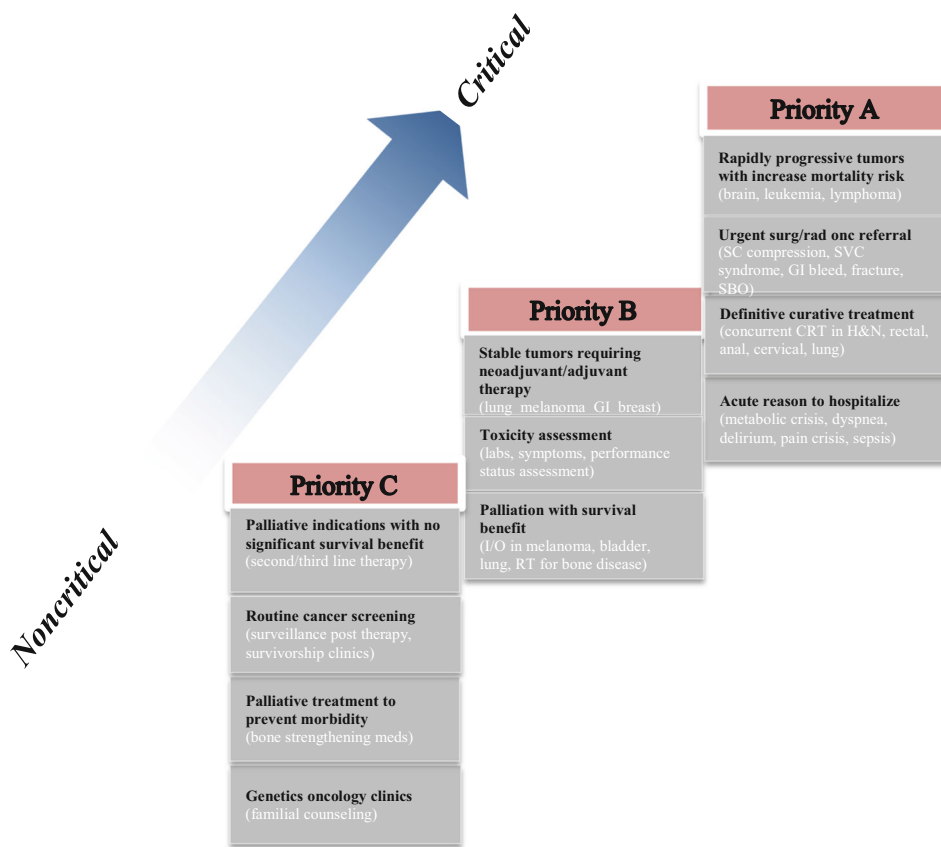 Critical
Noncritical
Priority A
Rapidly progressive tumors
with increase mortality risk
(brain, leukemia, lymphoma)
Urgent surg/rad onc referral
(SC compression, SVC
syndrome, GI bleed, fracture,
SBO)
Definitive curative treatment
(concurrent CRT in H&N, rectal,
anal, cervical, lung)
Acute reason to hospitalize
(metabolic crisis, dyspnea,
delirium, pain crisis, sepsis)
Priority B
Stable tumors requiring
neoadjuvant/adjuvant
therapy
(lung melanoma GI breast)
Toxicity assessment
(labs, symptoms, performance
status assessment)
Palliation with survival
benefit
(I/O in melanoma, bladder,
lung, RT for bone disease)
Priority C
Palliative indications with no
significant survival benefit
(second/third line therapy)
Routine cancer screening
(surveillance post therapy,
survivorship clinics)
Palliative treatment to
prevent morbidity
(bone strengthening meds)
Genetics oncology clinics
(familial counseling)